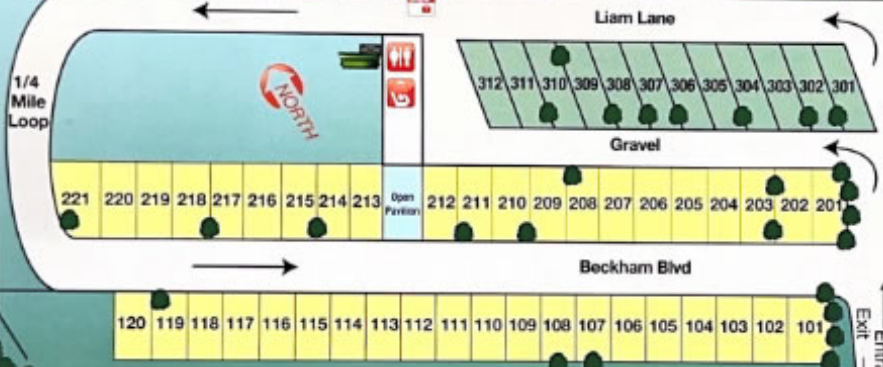 Liam Lane
1/4
Mile
Loop
NORTH
312 311 310 309 308 307 306 305 304 303 302 301
Gravel
221 220 219 218 217 216 215 214 213
Open
Pavilion
212 211 210 209 208 207 206 205 204 203 202 201
Beckham Blvd
120 119 118 117 116 115 114 113 112 111 110 109 108 107 106 105 104 103 102 101
Exit